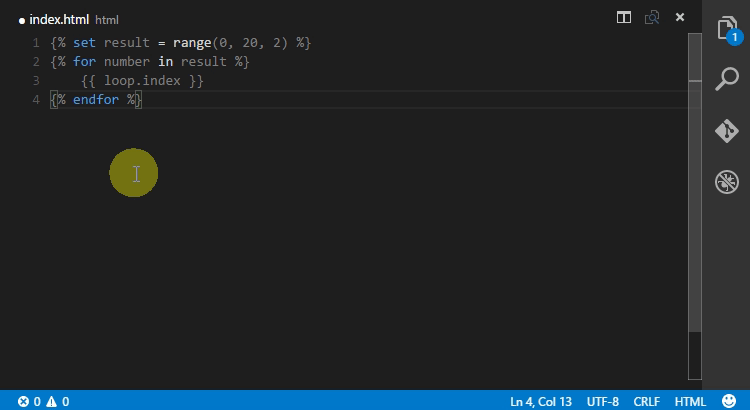 ● index.html html
1 {% set result = range(0, 20, 2) %}
2 {% for number in result %}
3     {{ loop.index }}
4 {% endfor %}
1
0 0 Ln 4, Col 13 UTF-8 CRLF HTML